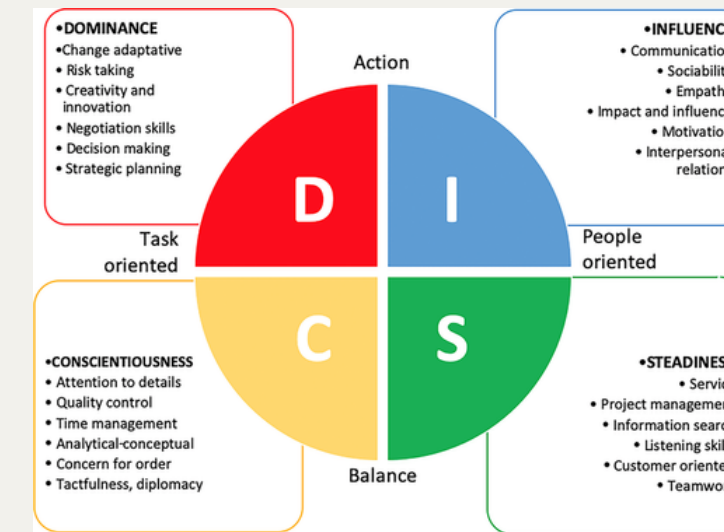 •DOMINANCE
•Change adaptative
• Risk taking
• Creativity and
innovation
• Negotiation skills
• Decision making
• Strategic planning
Action
•INFLUENC
• Communicatio
• Sociabilit
• Empath
• Impact and influenc
• Motivatio
• Interpersona
relation
D
I
Task
oriented
People
oriented
C
S
•CONSCIENTIOUSNESS
• Attention to details
• Quality control
• Time management
• Analytical-conceptual
• Concern for order
• Tactfulness, diplomacy
Balance
•STEADINES
• Servic
• Project managemen
• Information searc
• Listening skil
• Customer oriente
• Teamwor